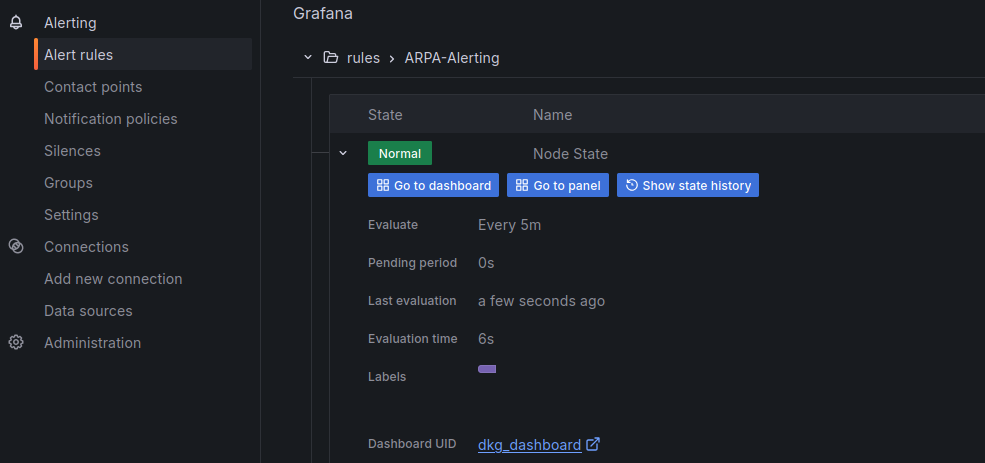 Grafana
Alerting
Alert rules
Contact points
Notification policies
Silences
Groups
Settings
Connections
Add new connection
Data sources
Administration
rules > ARPA-Alerting
State Name
Normal Node State
Go to dashboard Go to panel Show state history
Evaluate Every 5m
Pending period 0s
Last evaluation a few seconds ago
Evaluation time 6s
Labels
Dashboard UID dkg_dashboard